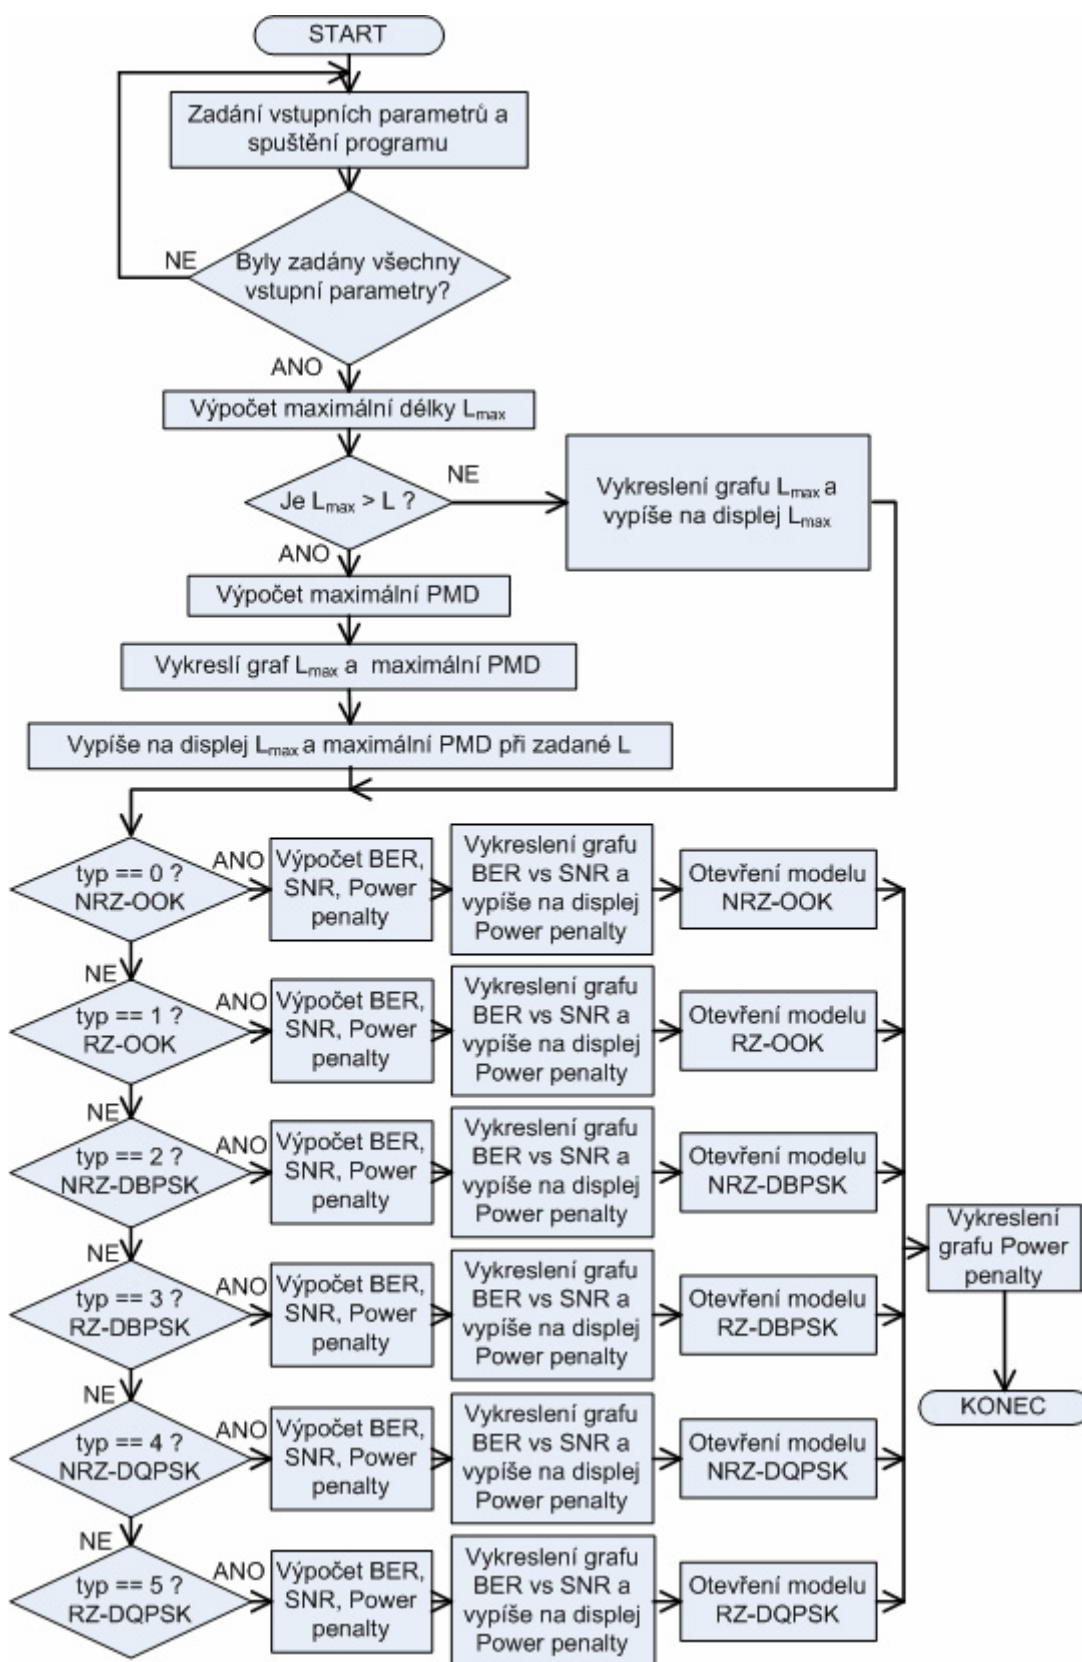 START
Zadání vstupních parametrů a
spuštění programu
NE
Byly zadány všechny
vstupní parametry?
ANO
Výpočet maximální délky Lmax
NE
Je Lmax > L ?
Vykreslení grafu Lmax a
vypíše na displej Lmax
ANO
Výpočet maximální PMD
Vykreslí graf Lmax a maximální PMD
Vypíše na displej Lmax a maximální PMD při zadané L
typ == 0 ?
NRZ-OOK
ANO
Výpočet BER,
SNR, Power
penalty
Vykreslení grafu
BER vs SNR a
vypíše na displej
Power penalty
Otevření modelu
NRZ-OOK
NE
typ == 1 ?
RZ-OOK
ANO
Výpočet BER,
SNR, Power
penalty
Vykreslení grafu
BER vs SNR a
vypíše na displej
Power penalty
Otevření modelu
RZ-OOK
NE
typ == 2 ?
NRZ-DBPSK
ANO
Výpočet BER,
SNR, Power
penalty
Vykreslení grafu
BER vs SNR a
vypíše na displej
Power penalty
Otevření modelu
NRZ-DBPSK
Vykreslení
grafu Power
penalty
NE
typ == 3 ?
RZ-DBPSK
ANO
Výpočet BER,
SNR, Power
penalty
Vykreslení grafu
BER vs SNR a
vypíše na displej
Power penalty
Otevření modelu
RZ-DBPSK
KONEC
NE
typ == 4 ?
NRZ-DQPSK
ANO
Výpočet BER,
SNR, Power
penalty
Vykreslení grafu
BER vs SNR a
vypíše na displej
Power penalty
Otevření modelu
NRZ-DQPSK
NE
typ == 5 ?
RZ-DQPSK
ANO
Výpočet BER,
SNR, Power
penalty
Vykreslení grafu
BER vs SNR a
vypíše na displej
Power penalty
Otevření modelu
RZ-DQPSK